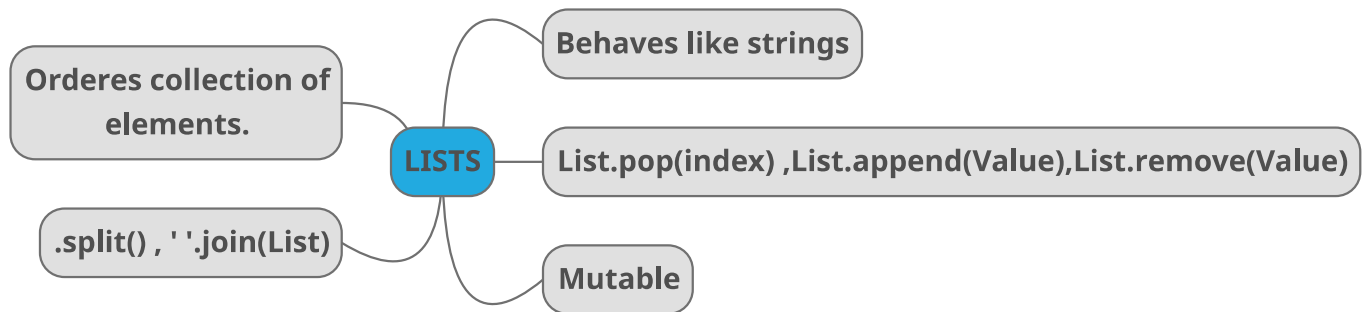 Behaves like strings
Orderes collection of
elements.
LISTS
List.pop(index) ,List.append(Value),List.remove(Value)
.split() , ' '.join(List)
Mutable